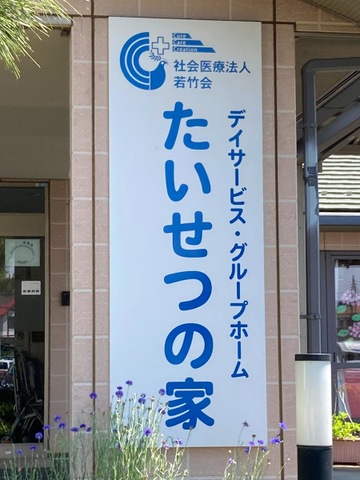 Cure
Care
Creation
社会医療法人
若竹会
デイサービス・グループホーム
たいせつの家